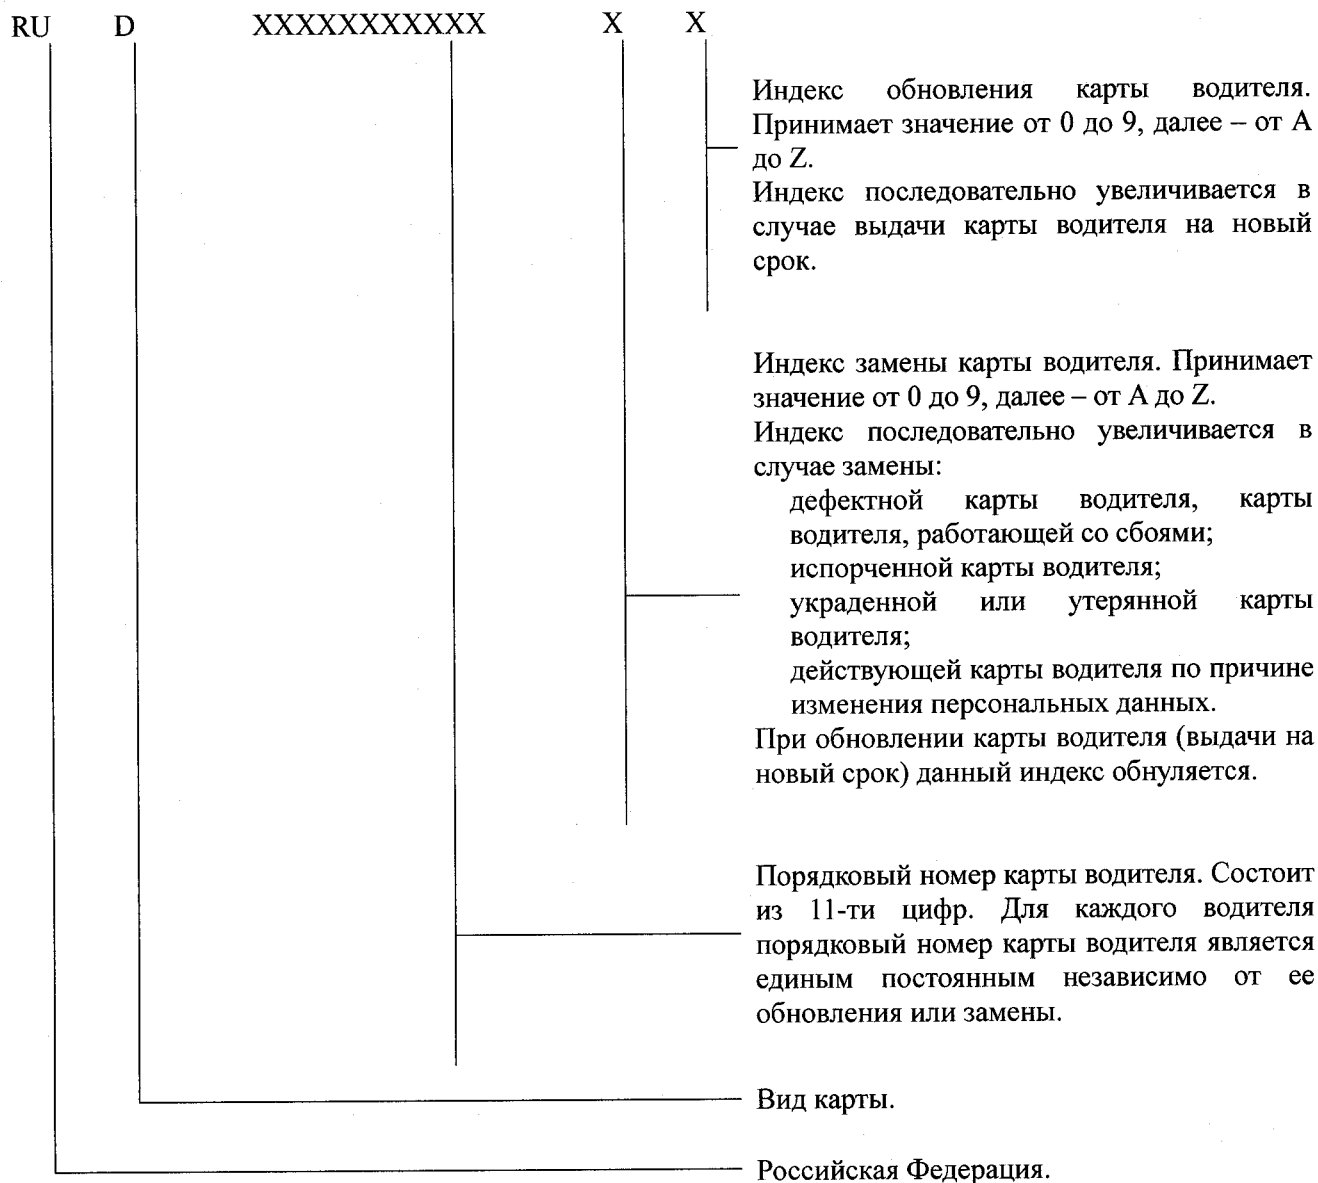 RU D XXXXXXXXXXX X X
Индекс обновления карты водителя.
Принимает значение от 0 до 9, далее – от A
до Z.
Индекс последовательно увеличивается в
случае выдачи карты водителя на новый
срок.
Индекс замены карты водителя. Принимает
значение от 0 до 9, далее – от A до Z.
Индекс последовательно увеличивается в
случае замены:
дефектной карты водителя, карты
водителя, работающей со сбоями;
испорченной карты водителя;
украденной или утерянной карты
водителя;
действующей карты водителя по причине
изменения персональных данных.
При обновлении карты водителя (выдачи на
новый срок) данный индекс обнуляется.
Порядковый номер карты водителя. Состоит
из 11-ти цифр. Для каждого водителя
порядковый номер карты водителя является
единым постоянным независимо от ее
обновления или замены.
Вид карты.
Российская Федерация.